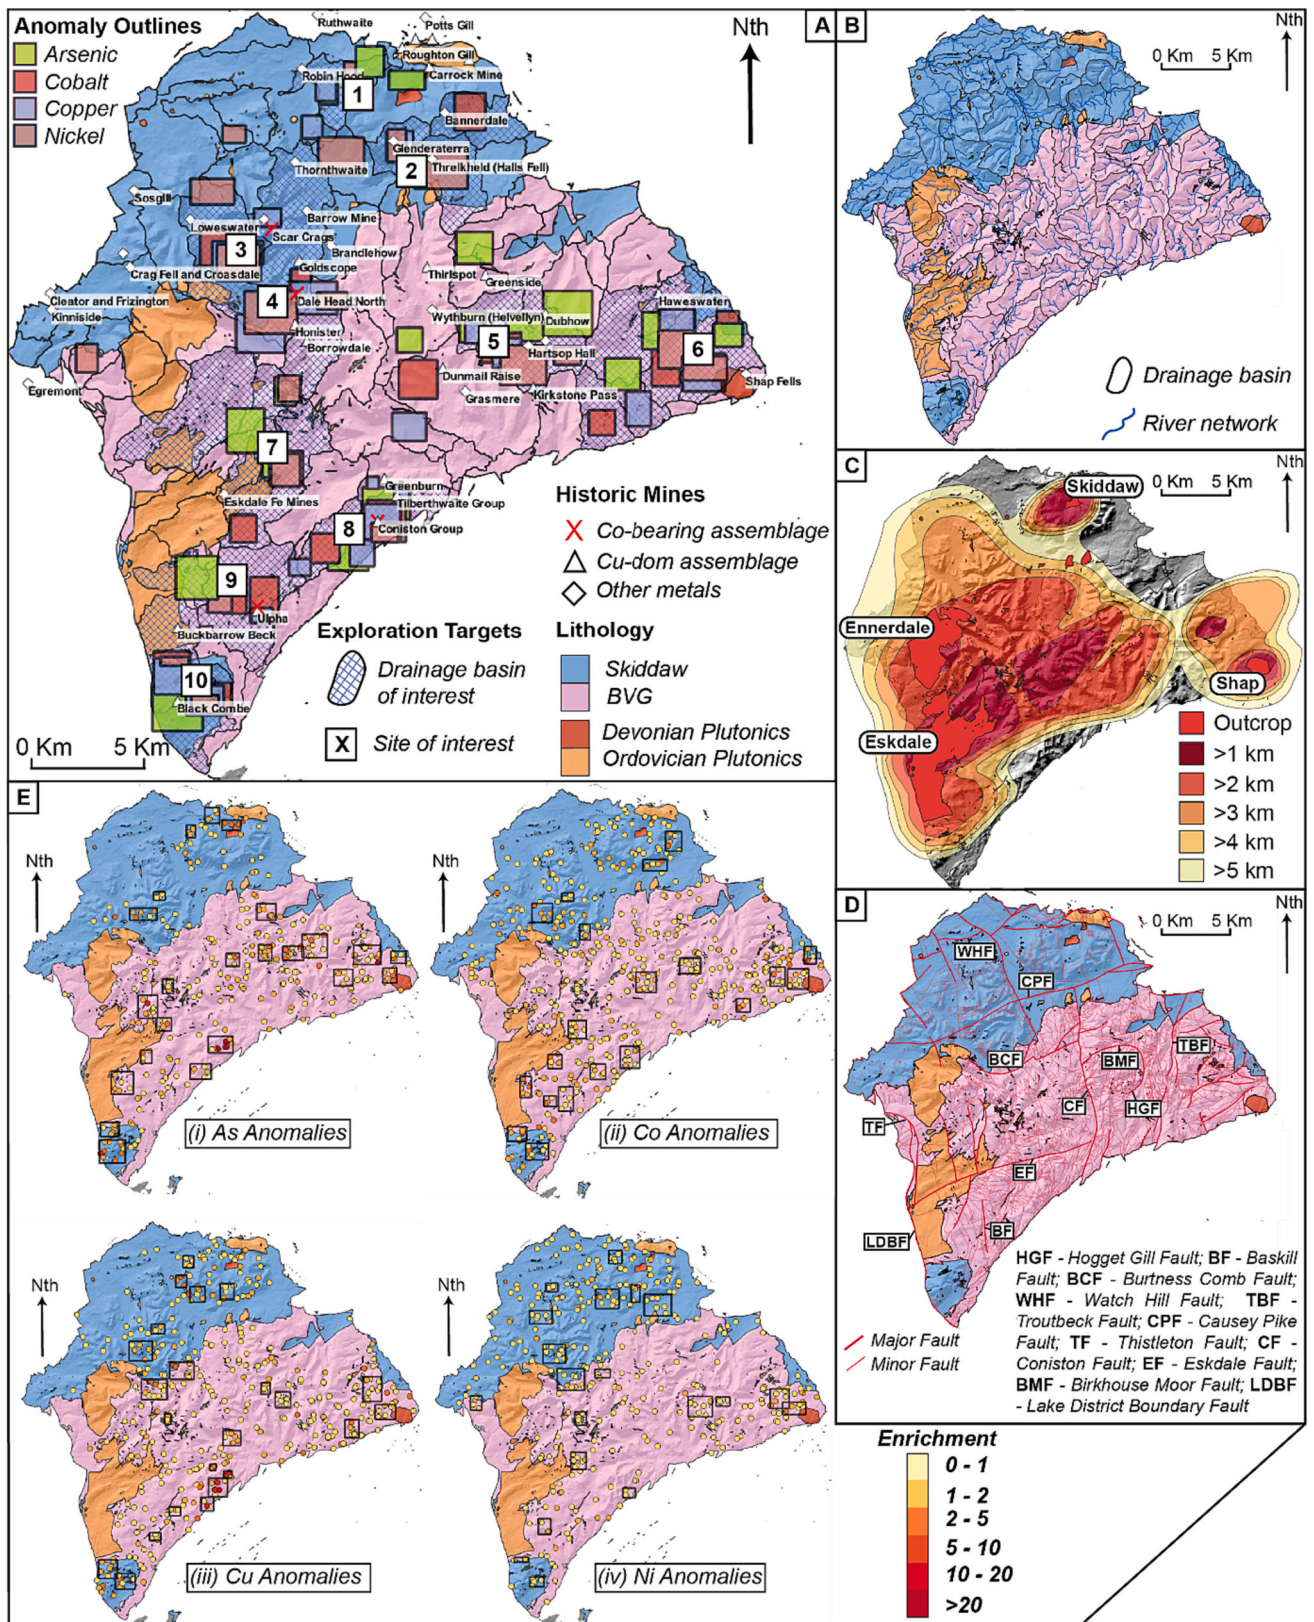 Anomaly Outlines
Arsenic
Cobalt
Copper
Nickel
A
Nth
Ruthwaite
Potts Gill
Roughton Gill
Robin Hood
Carrock Mine
1
Bannerdale
Glenderaterra
Thornthwaite
2
Threlkheld (Halls Fell)
Sosgill
Loweswater
Barrow Mine
Scar Crags
3
Brandlehow
Goldscope
Crag Fell and Croasdale
Thirlspot
Greenside
Cleator and Frizington
4
Dale Head North
Haweswater
Kinniside
Wythburn (Helvellyn)
Dubhow
Honister
5
Borrowdale
Hartsop Hall
6
Egremont
Dunmail Raise
Shap Fells
Grasmere
Kirkstone Pass
7
Eskdale Fe Mines
Greenburn
Tilberthwaite Group
8
Coniston Group
9
Ulpha
Buckbarrow Beck
10
Black Combe
0 Km 5 Km
Historic Mines
Co-bearing assemblage
Cu-dom assemblage
Other metals
Exploration Targets
Drainage basin
of interest
X
Site of interest
Lithology
Skiddaw
BVG
Devonian Plutonics
Ordovician Plutonics
B
Nth
0 Km 5 Km
Drainage basin
River network
C
Nth
Skiddaw
0 Km 5 Km
Ennerdale
Shap
Eskdale
Outcrop
>1 km
>2 km
>3 km
>4 km
>5 km
D
Nth
0 Km 5 Km
WHF
CPF
BCF
BMF
TBF
CF
HGF
TF
EF
BF
LDBF
HGF - Hogget Gill Fault; BF - Baskill
Fault; BCF - Burtness Comb Fault;
WHF - Watch Hill Fault; TBF -
Troutbeck Fault; CPF - Causey Pike
Fault; TF - Thistleton Fault; CF -
Coniston Fault; EF - Eskdale Fault;
BMF - Birkhouse Moor Fault; LDBF
- Lake District Boundary Fault
Major Fault
Minor Fault
E
Nth
(i) As Anomalies
Nth
(ii) Co Anomalies
Nth
(iii) Cu Anomalies
Nth
(iv) Ni Anomalies
Enrichment
0 - 1
1 - 2
2 - 5
5 - 10
10 - 20
>20